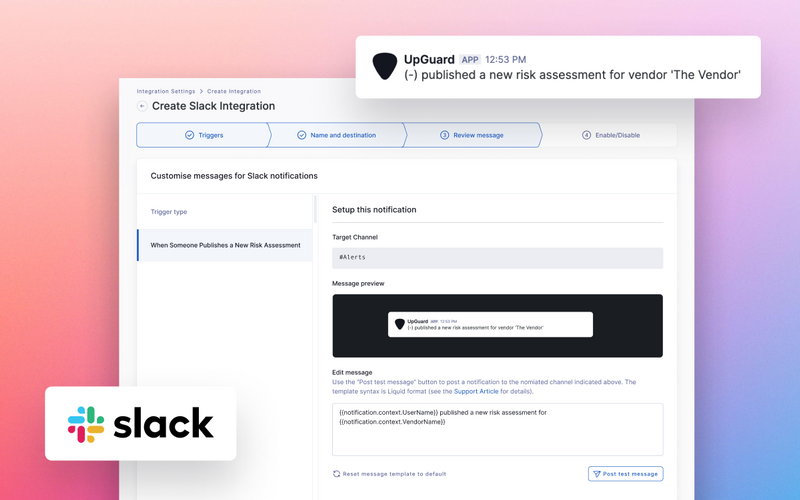 UpGuard APP 12:53 PM
(-) published a new risk assessment for vendor 'The Vendor'
Integration Settings > Create Integration
Create Slack Integration
Triggers
Name and destination
3 Review message
4 Enable/Disable
Customise messages for Slack notifications
Trigger type
When Someone Publishes a New Risk Assessment
Setup this notification
Target Channel
#Alerts
Message preview
UpGuard APP 12:53 PM
(-) published a new risk assessment for vendor 'The Vendor'
Edit message
Use the "Post test message" button to post a notification to the nomiated channel indicated above. The
template syntax is Liquid format (see the Support Article for details).
{{notification.context.UserName}} published a new risk assessment for
{{notification.context.VendorName}}
Reset message template to default
Post test message
slack